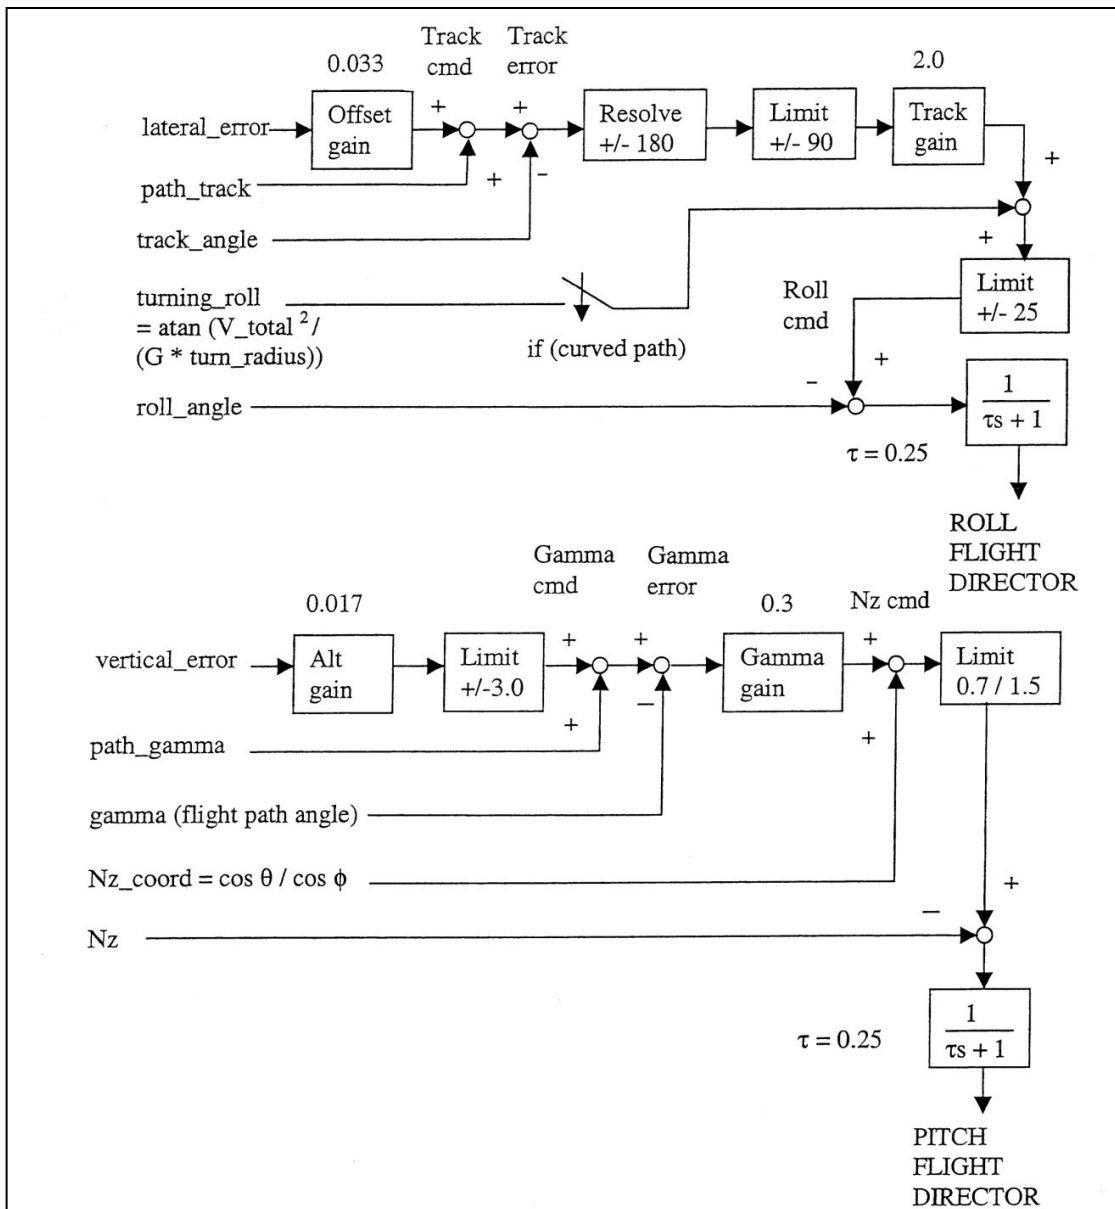 Track
cmd
Track
error
0.033
2.0
lateral_error
Offset
gain
+
+
Resolve
+/- 180
Limit
+/- 90
Track
gain
path_track
+
-
+
track_angle
+
turning_roll
= atan (V_total ²/
(G * turn_radius))
if (curved path)
Roll
cmd
Limit
+/- 25
+
-
roll_angle
1
τs + 1
τ = 0.25
ROLL
FLIGHT
DIRECTOR
Gamma
cmd
Gamma
error
0.017
0.3
Nz cmd
vertical_error
Alt
gain
Limit
+/-3.0
+
+
Gamma
gain
+
Limit
0.7 / 1.5
path_gamma
+
−
+
gamma (flight path angle)
Nz_coord = cos θ / cos ϕ
+
Nz
−
1
τs + 1
τ = 0.25
PITCH
FLIGHT
DIRECTOR